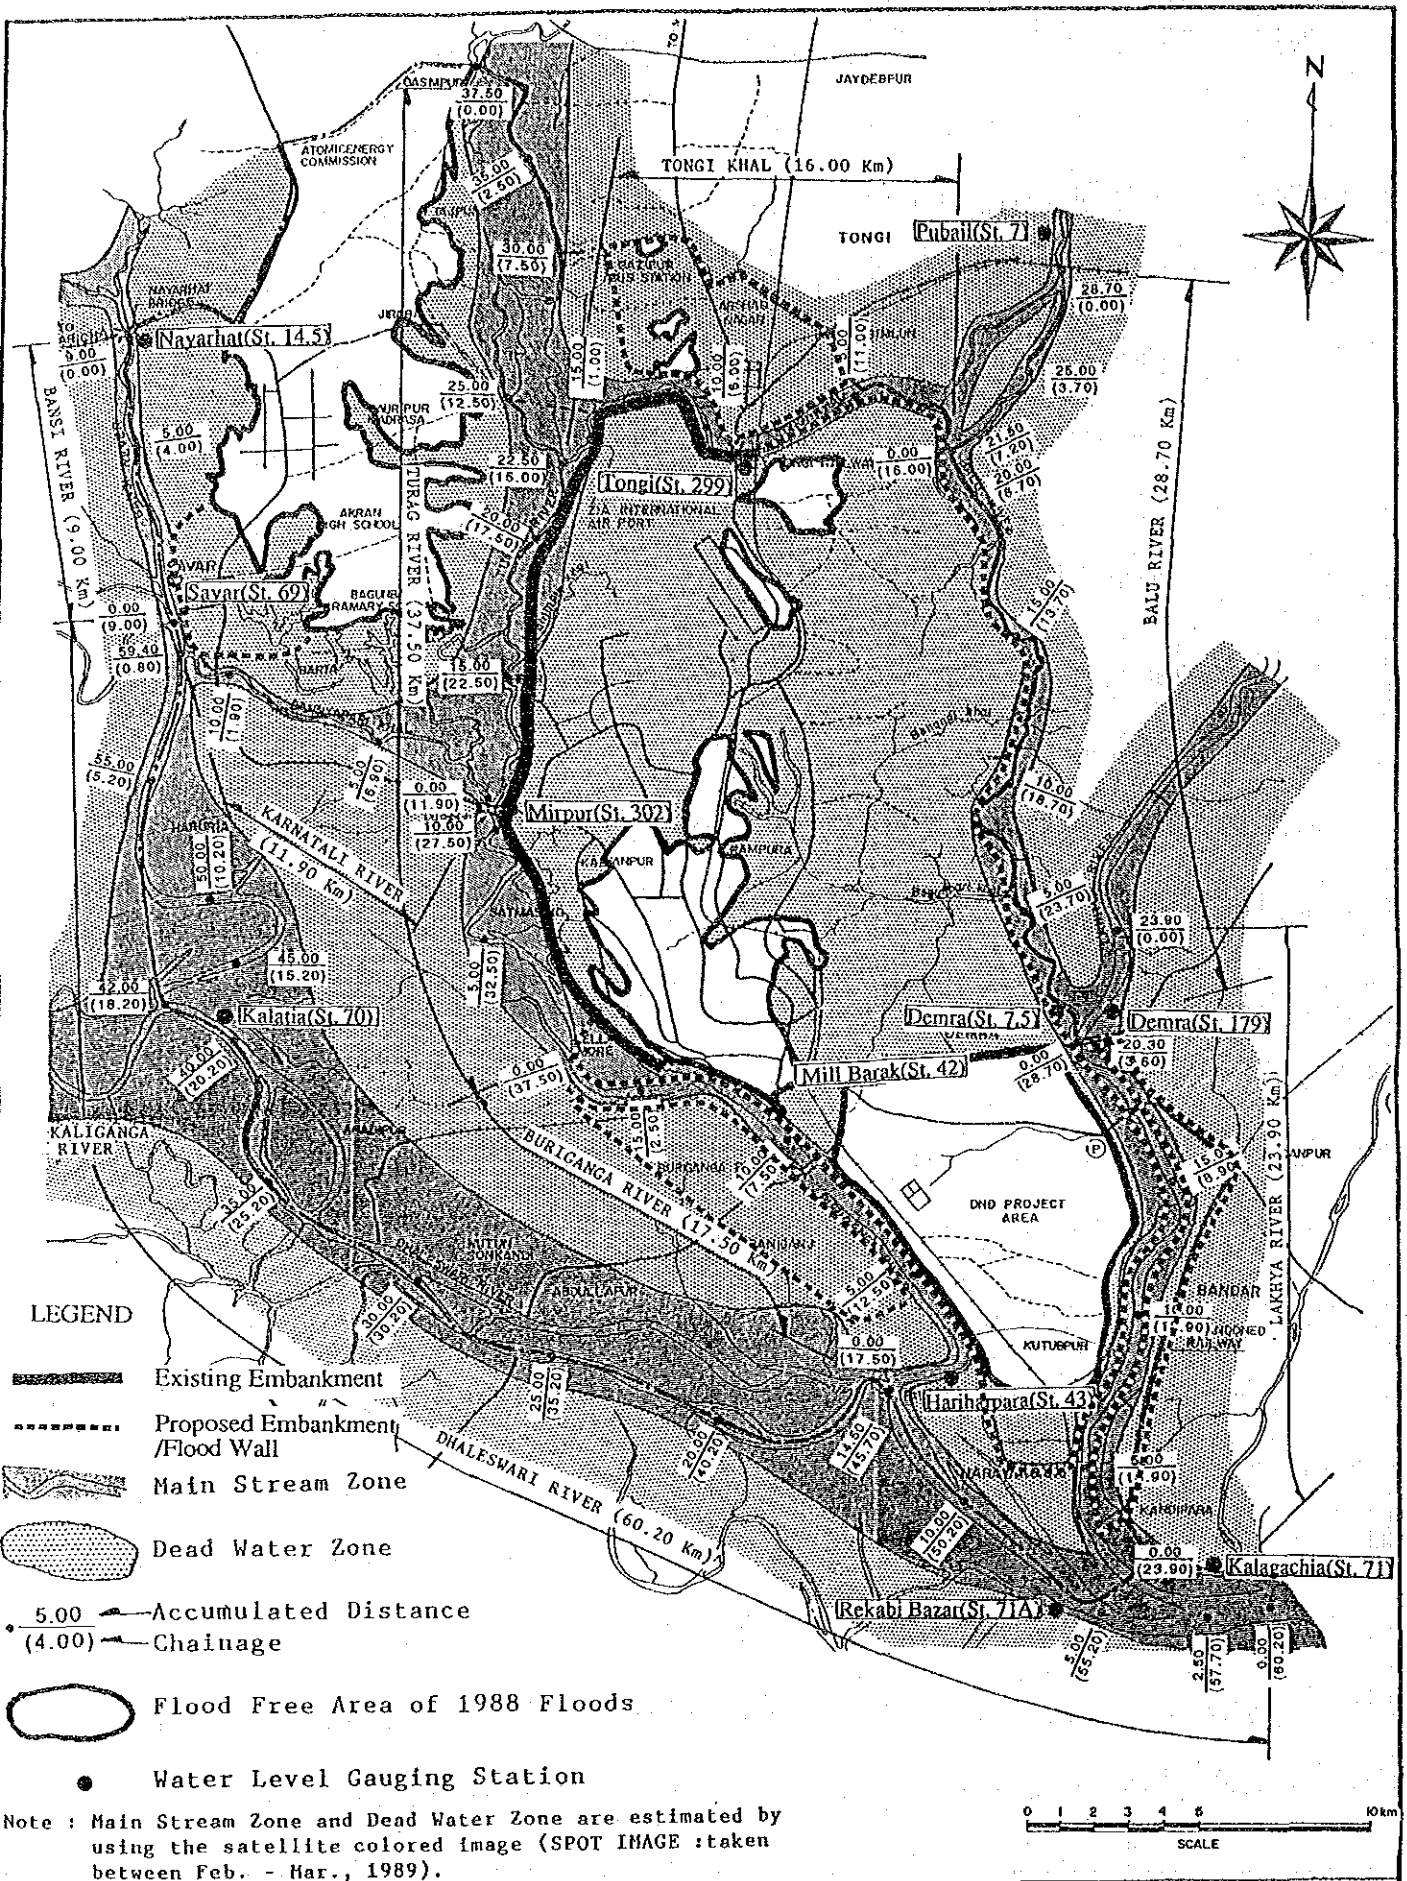 JAYDEBPUR
N
37.50
(0.00)
ATOMICENERGY
COMMISSION
TONGI KHAL (16.00 Km)
35.00
(2.50)
TONGI
Pubail(St. 7)
30.00
(7.50)
28.70
(0.00)
NAYARHAT
BRIDGE
Nayarhat(St. 14.5)
9.00
(0.00)
15.00
(1.00)
10.00
(6.00)
5.00
(11.00)
25.00
(3.70)
25.00
(12.50)
BANSI RIVER (9.00 Km)
5.00
(4.00)
21.50
(7.20)
20.00
(8.70)
22.50
(15.00)
0.00
(16.00)
Tongi(St. 299)
ZIA INTERNATIONAL
AIR PORT
AKRAN
HIGH SCHOOL
20.00
(17.50)
TURAG RIVER (37.50 Km)
BALU RIVER (28.70 Km)
Savar(St. 69)
0.00
(9.00)
59.40
(0.80)
15.00
(13.70)
15.00
(22.50)
10.00
(1.90)
55.00
(5.20)
5.00
(6.90)
0.00
(11.90)
10.00
(27.50)
Mirpur(St. 302)
10.00
(18.70)
KARNATALI RIVER
(11.90 Km)
50.00
(10.20)
RAMPURA
5.00
(23.70)
23.90
(0.00)
45.00
(15.20)
42.00
(18.20)
5.00
(32.50)
Kalatia(St. 70)
Demra(St. 7.5)
Demra(St. 179)
20.30
(3.60)
40.00
(20.20)
0.00
(37.50)
Mill Barak(St. 42)
0.00
(28.70)
KALIGANGA
RIVER
15.00
(2.50)
P
10.00
(7.50)
15.00
(8.90)
BURIGANGA RIVER (17.50 Km)
DND PROJECT
AREA
LAKHYA RIVER (23.90 Km)
35.00
(25.20)
ABDULLAPUR
5.00
(12.50)
BANDAR
30.00
(30.20)
10.00
KUTUBPUR
0.00
(17.50)
25.00
(35.20)
Hariharpara(St. 43)
20.00
(40.20)
14.50
(45.70)
DHALESWARI RIVER (60.20 Km)
5.00
10.00
(50.20)
0.00
(23.90)
Kalagachia(St. 71)
Rekabi Bazar(St. 71A)
5.00
(55.20)
2.50
(57.70)
0.00
(60.20)
LEGEND
Existing Embankment
Proposed Embankment
/Flood Wall
Main Stream Zone
Dead Water Zone
5.00 Accumulated Distance
(4.00) Chainage
Flood Free Area of 1988 Floods
Water Level Gauging Station
Note : Main Stream Zone and Dead Water Zone are estimated by
using the satellite colored image (SPOT IMAGE :taken
between Feb. - Mar., 1989).
0 1 2 3 4 5 10km
SCALE